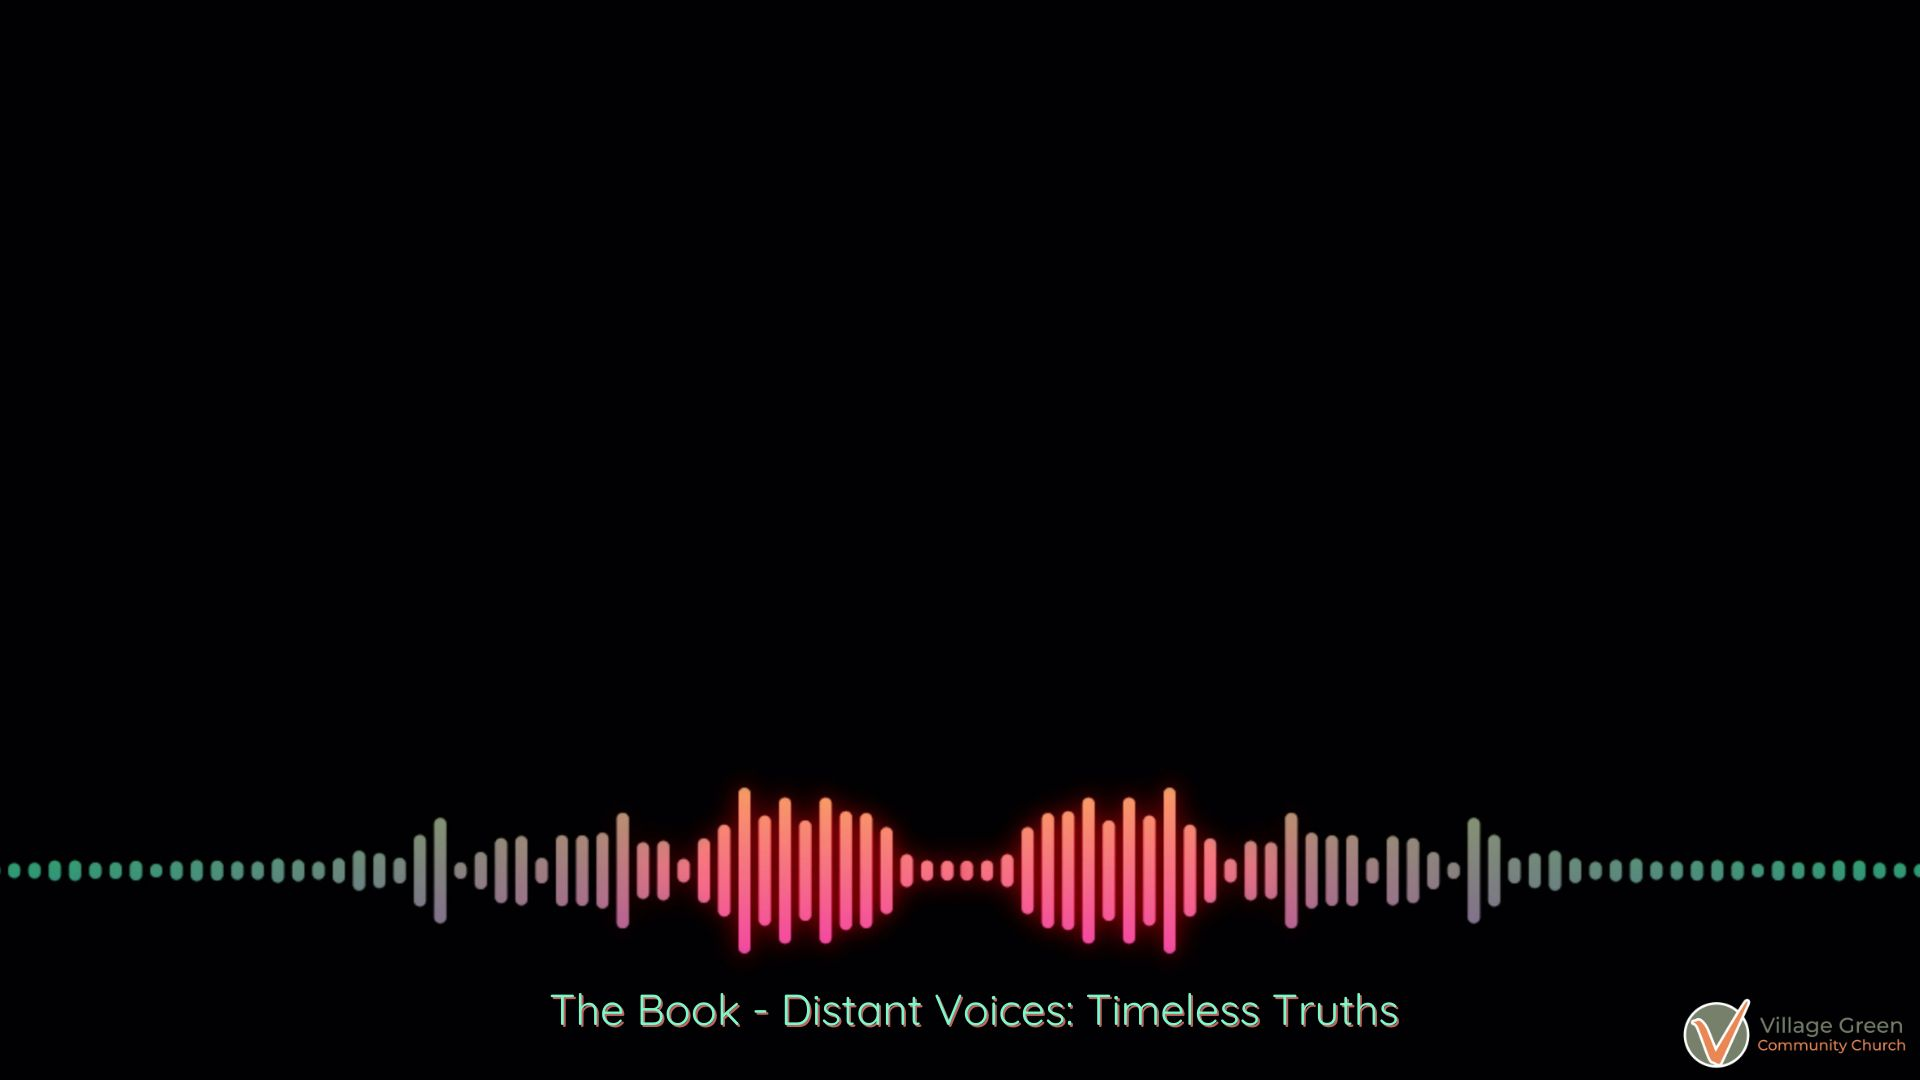 The Book - Distant Voices: Timeless Truths
Village Green
Community Church